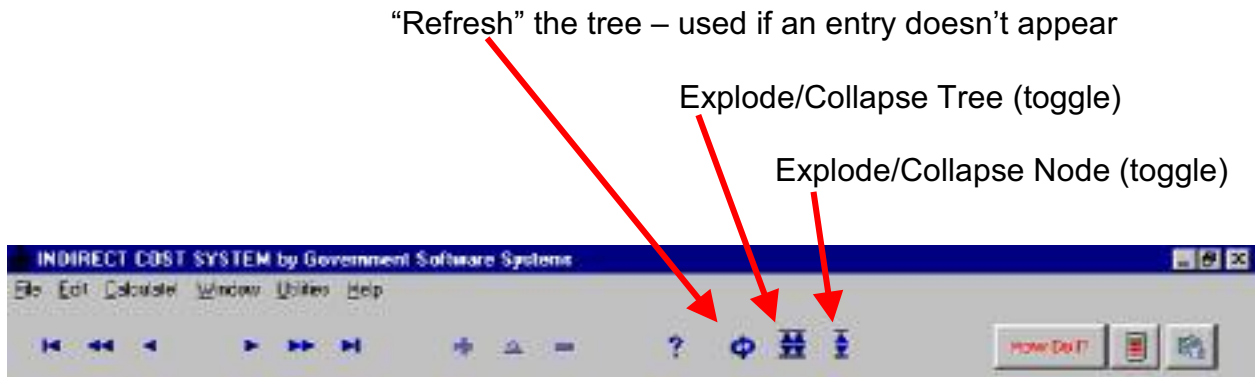 “Refresh” the tree – used if an entry doesn’t appear
Explode/Collapse Tree (toggle)
Explode/Collapse Node (toggle)
INDIRECT COST SYSTEM by Government Software Systems
File Edit Calculate! Window Utilities Help
?
How Do I?